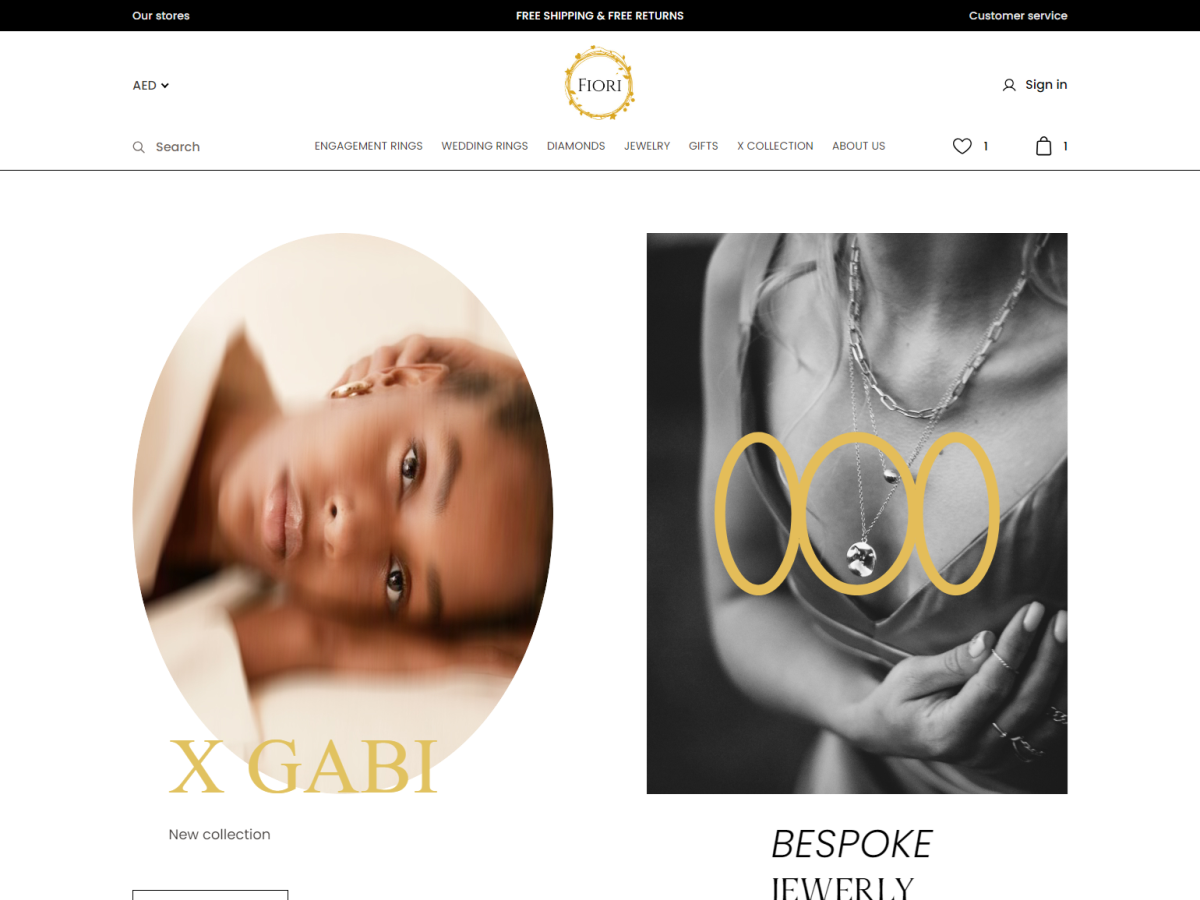 Our stores
FREE SHIPPING & FREE RETURNS
Customer service
AED
FIORI
Sign in
Search
ENGAGEMENT RINGS
WEDDING RINGS
DIAMONDS
JEWELRY
GIFTS
X COLLECTION
ABOUT US
1
1
X GABI
New collection
BESPOKE
JEWERLY